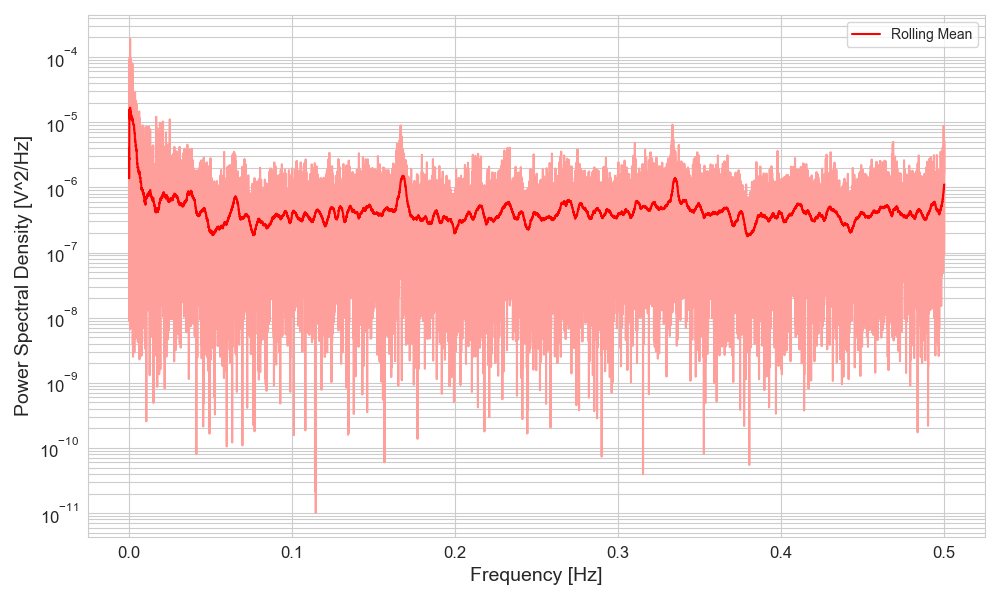 Rolling Mean
Power Spectral Density [V^2/Hz]
10⁻⁴
10⁻⁵
10⁻⁶
10⁻⁷
10⁻⁸
10⁻⁹
10⁻¹⁰
10⁻¹¹
0.0 0.1 0.2 0.3 0.4 0.5
Frequency [Hz]